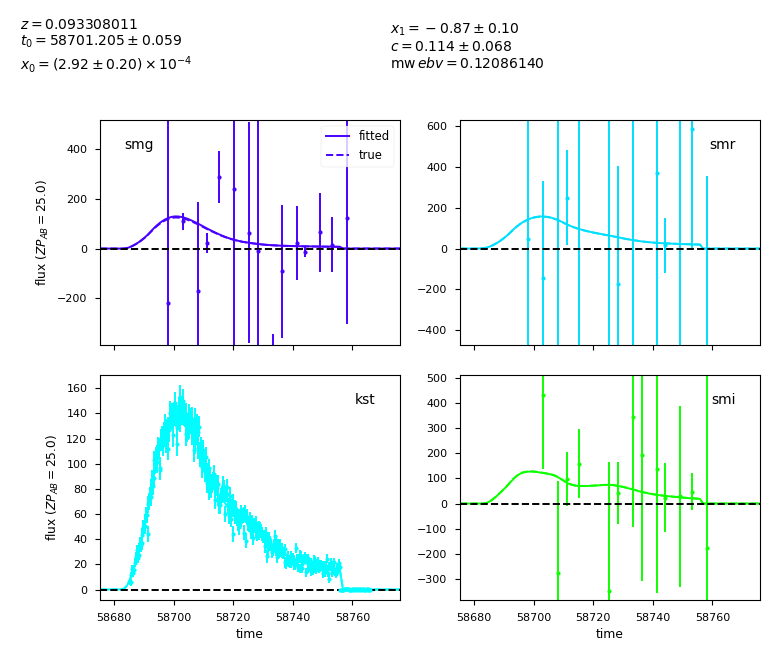 z = 0.093308011
t₀ = 58701.205 ± 0.059
x₀ = (2.92 ± 0.20) × 10⁻⁴
x₁ = −0.87 ± 0.10
c = 0.114 ± 0.068
mw ebv = 0.12086140
smg
fitted
true
400
200
0
−200
flux (ZP_AB = 25.0)
smr
600
400
200
0
−200
−400
kst
160
140
120
100
80
60
40
20
0
flux (ZP_AB = 25.0)
58680 58700 58720 58740 58760
time
smi
500
400
300
200
100
0
−100
−200
−300
58680 58700 58720 58740 58760
time